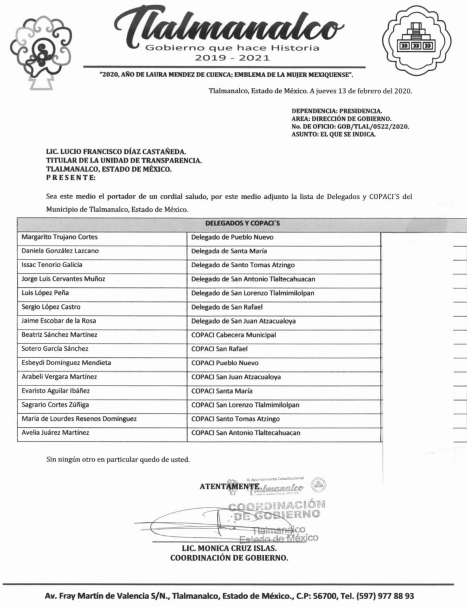 Tlalmanalco
Gobierno que hace Historia
2019 - 2021
"2020, AÑO DE LAURA MENDEZ DE CUENCA; EMBLEMA DE LA MUJER MEXIQUENSE".
Tlalmanalco, Estado de México. A jueves 13 de febrero del 2020.
DEPENDENCIA: PRESIDENCIA.
AREA: DIRECCIÓN DE GOBIERNO.
No. DE OFICIO: GOB/TLAL/0522/2020.
ASUNTO: EL QUE SE INDICA.
LIC. LUCIO FRANCISCO DÍAZ CASTAÑEDA.
TITULAR DE LA UNIDAD DE TRANSPARENCIA.
TLALMANALCO, ESTADO DE MÉXICO.
P R E S E N T E:
Sea este medio el portador de un cordial saludo, por este medio adjunto la lista de Delegados y COPACI´S del
Municipio de Tlalmanalco, Estado de México.
DELEGADOS Y COPACI´S
Margarito Trujano Cortes Delegado de Pueblo Nuevo
Daniela González Lazcano Delegada de Santa María
Issac Tenorio Galicia Delegado de Santo Tomas Atzingo
Jorge Luis Cervantes Muñoz Delegado de San Antonio Tlaltecahuacan
Luis López Peña Delegado de San Lorenzo Tlalmimilolpan
Sergio López Castro Delegado de San Rafael
Jaime Escobar de la Rosa Delegado de San Juan Atzacualoya
Beatriz Sánchez Martínez COPACI Cabecera Municipal
Sotero García Sánchez COPACI San Rafael
Esbeydi Domínguez Mendieta COPACI Pueblo Nuevo
Arabeli Vergara Martínez COPACI San Juan Atzacualoya
Evaristo Aguilar Ibáñez COPACI Santa María
Sagrario Cortes Zúñiga COPACI San Lorenzo Tlalmimilolpan
Maria de Lourdes Resenos Domínguez COPACI Santo Tomas Atzingo
Avelia Juárez Martínez COPACI San Antonio Tlaltecahuacan
Sin ningún otro en particular quedo de usted.
ATENTAMENTE.
Tlalmanalco
COORDINACIÓN
DE GOBIERNO
Tlalmanalco
Estado de México
LIC. MONICA CRUZ ISLAS.
COORDINACIÓN DE GOBIERNO.
Av. Fray Martín de Valencia S/N., Tlalmanalco, Estado de México., C.P: 56700, Tel. (597) 977 88 93